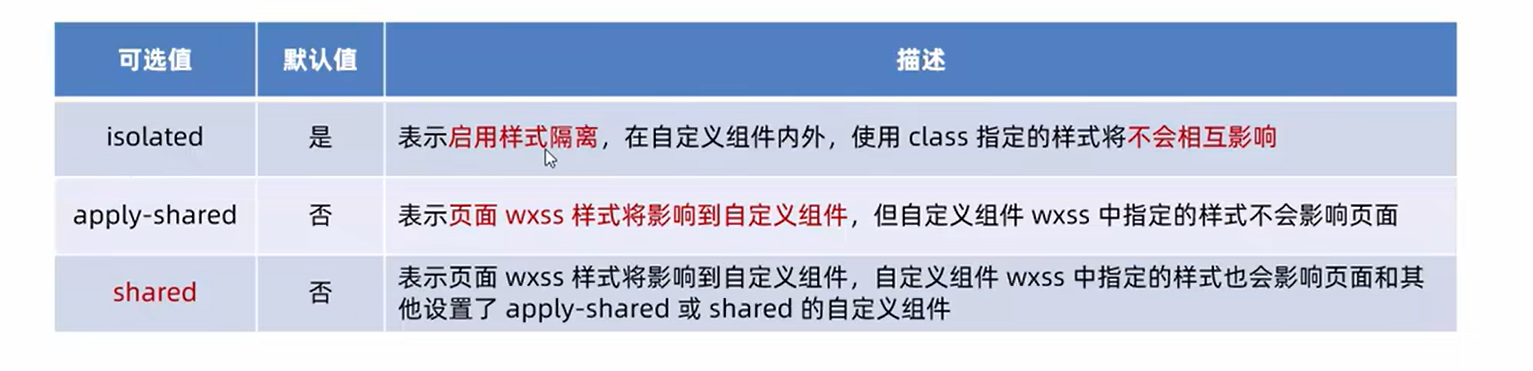 可选值 默认值 描述
isolated 是 表示启用样式隔离，在自定义组件内外，使用 class 指定的样式将不会相互影响
apply-shared 否 表示页面 wxss 样式将影响到自定义组件，但自定义组件 wxss 中指定的样式不会影响页面
shared 否 表示页面 wxss 样式将影响到自定义组件，自定义组件 wxss 中指定的样式也会影响页面和其
他设置了 apply-shared 或 shared 的自定义组件